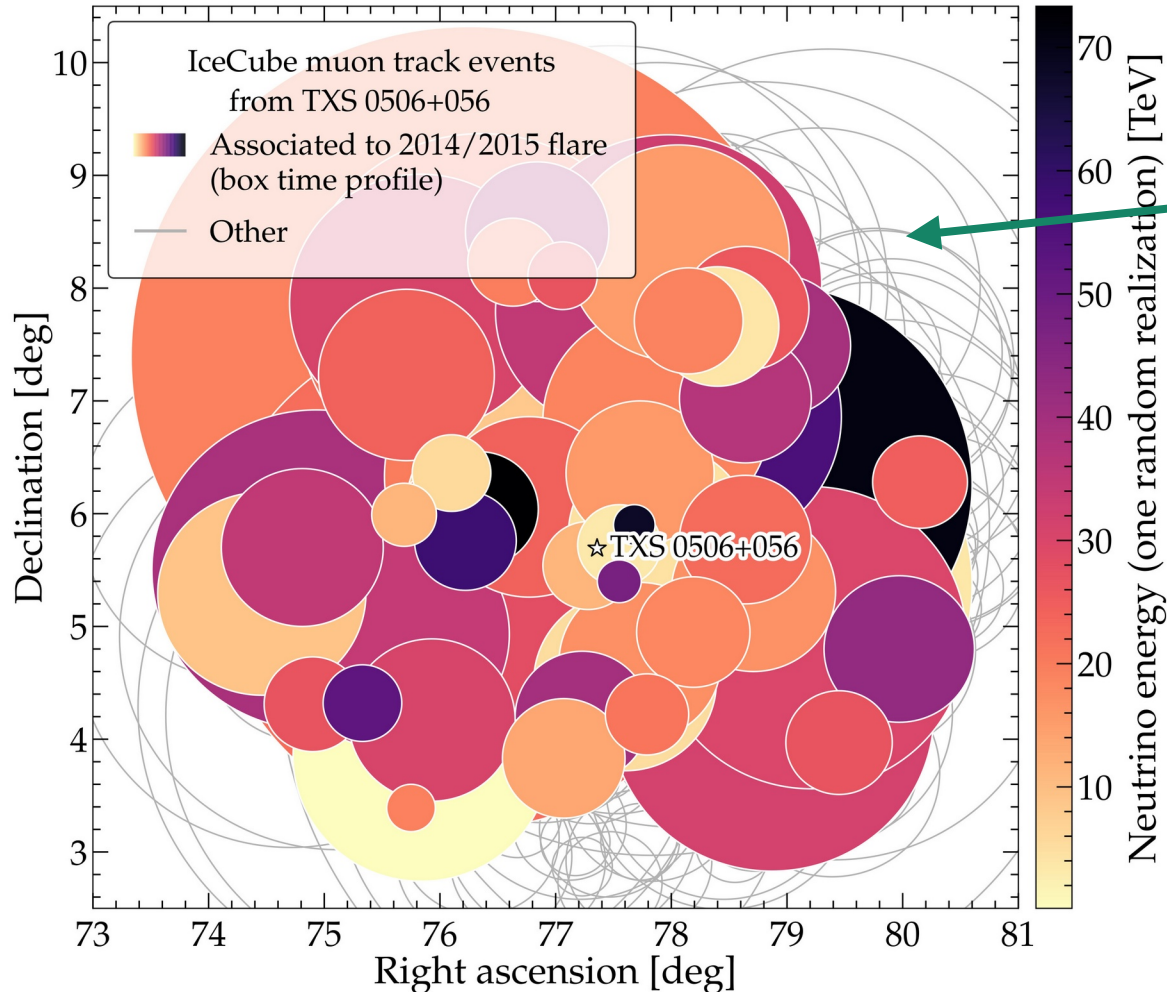 IceCube muon track events
from TXS 0506+056
Associated to 2014/2015 flare
(box time profile)
Other
TXS 0506+056
10
9
8
7
6
5
4
3
Declination [deg]
73 74 75 76 77 78 79 80 81
Right ascension [deg]
70
60
50
40
30
20
10
Neutrino energy (one random realization) [TeV]